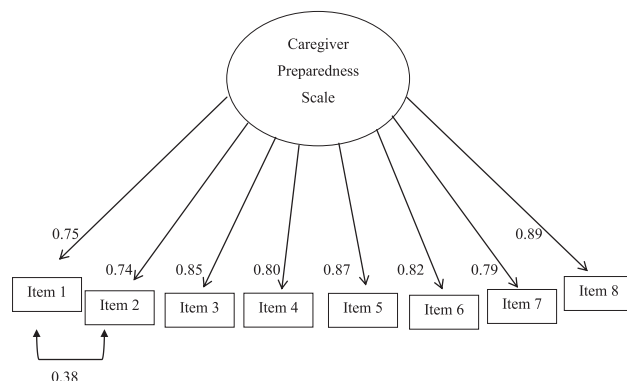 Caregiver
Preparedness
Scale
0.75
0.74
0.85
0.80
0.87
0.82
0.79
0.89
Item 1
Item 2
Item 3
Item 4
Item 5
Item 6
Item 7
Item 8
0.38